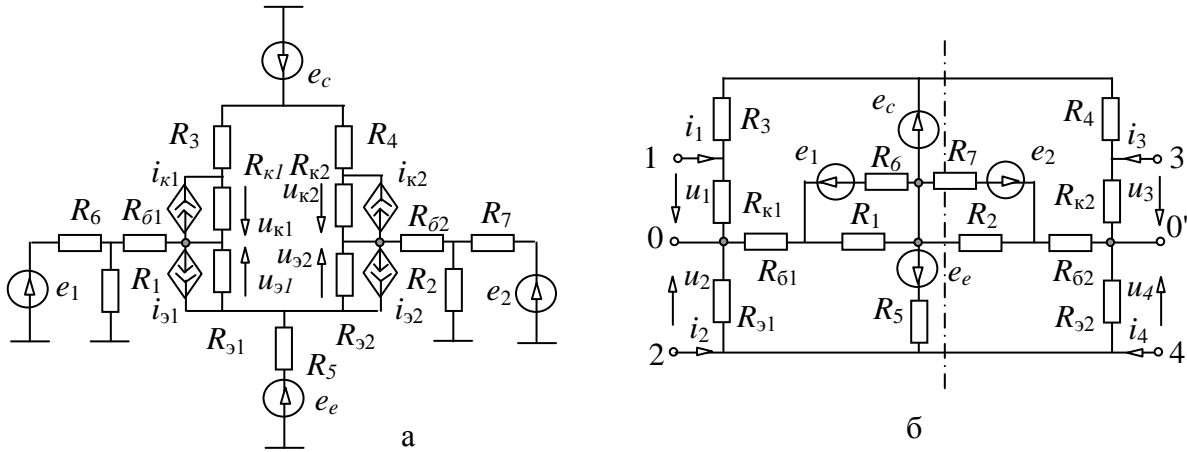 e_c
R_3
R_4
i_к1
R_к1
R_к2
i_к2
u_к2
R_6
R_б1
u_к1
R_б2
R_7
e_1
R_1
u_э2
R_2
e_2
i_э1
u_э1
i_э2
R_э1
R_э2
R_5
e_e
а
i_1
R_3
e_c
R_4
i_3
1
3
e_1
R_6
R_7
e_2
u_1
R_к1
R_1
R_2
R_к2
u_3
0
0'
R_б1
e_e
R_б2
u_2
R_э1
R_5
R_э2
u_4
i_2
i_4
2
4
б